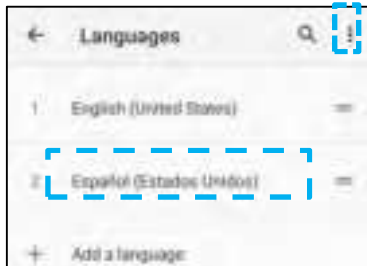 Languages
1 English (United States)
2 Español (Estados Unidos)
+ Add a language